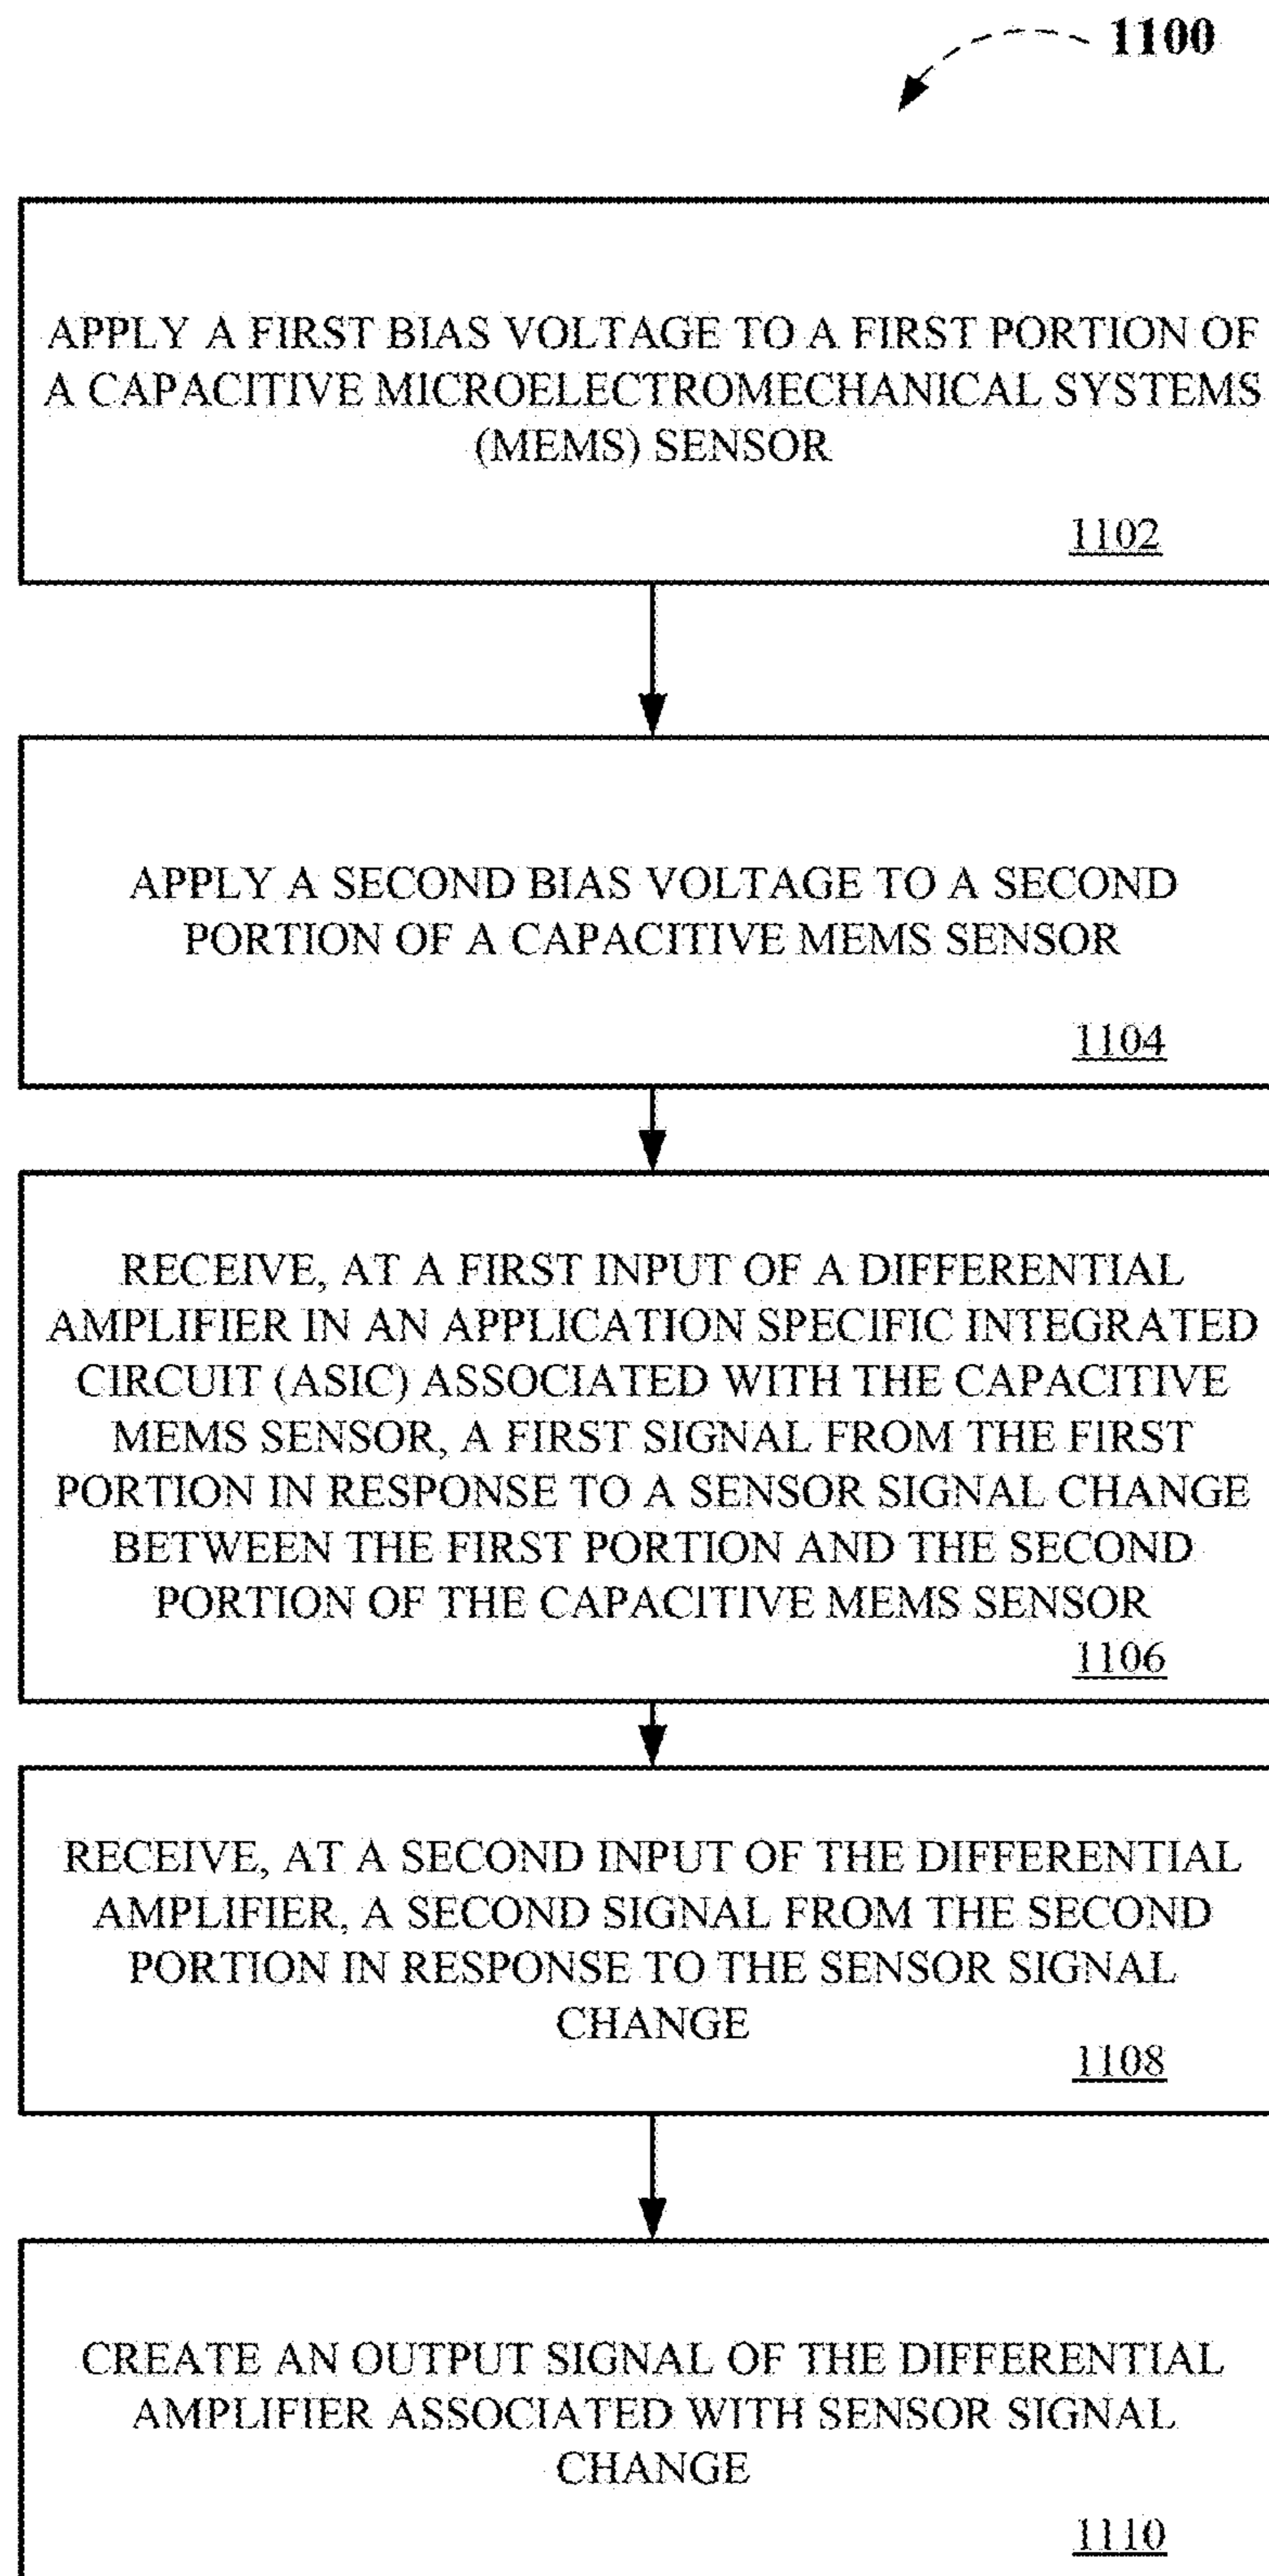 1100
APPLY A FIRST BIAS VOLTAGE TO A FIRST PORTION OF
A CAPACITIVE MICROELECTROMECHANICAL SYSTEMS
(MEMS) SENSOR
1102
APPLY A SECOND BIAS VOLTAGE TO A SECOND
PORTION OF A CAPACITIVE MEMS SENSOR
1104
RECEIVE, AT A FIRST INPUT OF A DIFFERENTIAL
AMPLIFIER IN AN APPLICATION SPECIFIC INTEGRATED
CIRCUIT (ASIC) ASSOCIATED WITH THE CAPACITIVE
MEMS SENSOR, A FIRST SIGNAL FROM THE FIRST
PORTION IN RESPONSE TO A SENSOR SIGNAL CHANGE
BETWEEN THE FIRST PORTION AND THE SECOND
PORTION OF THE CAPACITIVE MEMS SENSOR
1106
RECEIVE, AT A SECOND INPUT OF THE DIFFERENTIAL
AMPLIFIER, A SECOND SIGNAL FROM THE SECOND
PORTION IN RESPONSE TO THE SENSOR SIGNAL
CHANGE
1108
CREATE AN OUTPUT SIGNAL OF THE DIFFERENTIAL
AMPLIFIER ASSOCIATED WITH SENSOR SIGNAL
CHANGE
1110